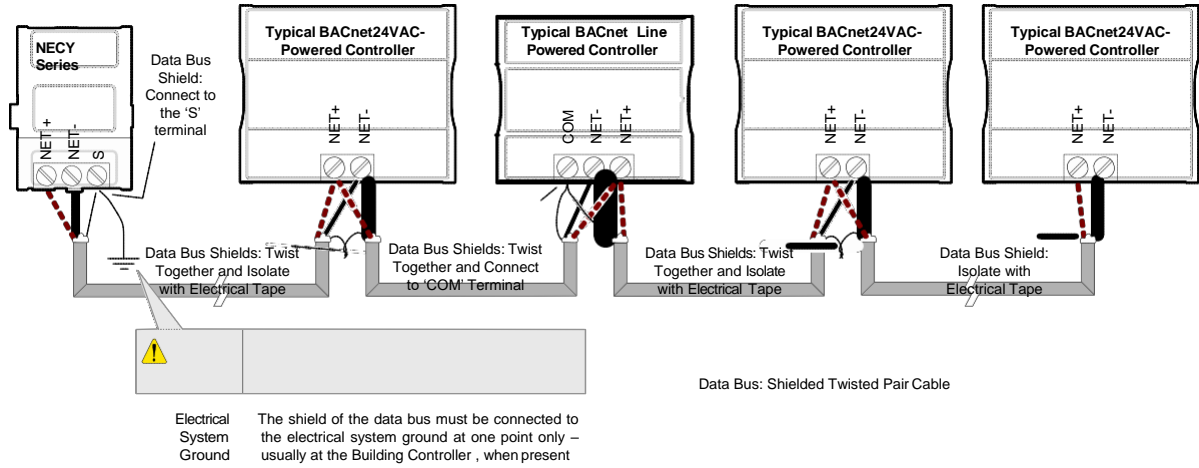 NECY
Series
NET+
NET-
S
Data Bus
Shield:
Connect to
the ‘S’
terminal
Typical BACnet24VAC-
Powered Controller
NET+
NET-
Typical BACnet Line
Powered Controller
COM
NET-
NET+
Typical BACnet24VAC-
Powered Controller
NET+
NET-
Typical BACnet24VAC-
Powered Controller
NET+
NET-
Data Bus Shields: Twist
Together and Isolate
with Electrical Tape
Data Bus Shields: Twist
Together and Connect
to ‘COM’ Terminal
Data Bus Shields: Twist
Together and Isolate
with Electrical Tape
Data Bus Shield:
Isolate with
Electrical Tape
Data Bus: Shielded Twisted Pair Cable
Electrical
System
Ground
The shield of the data bus must be connected to
the electrical system ground at one point only –
usually at the Building Controller , when present